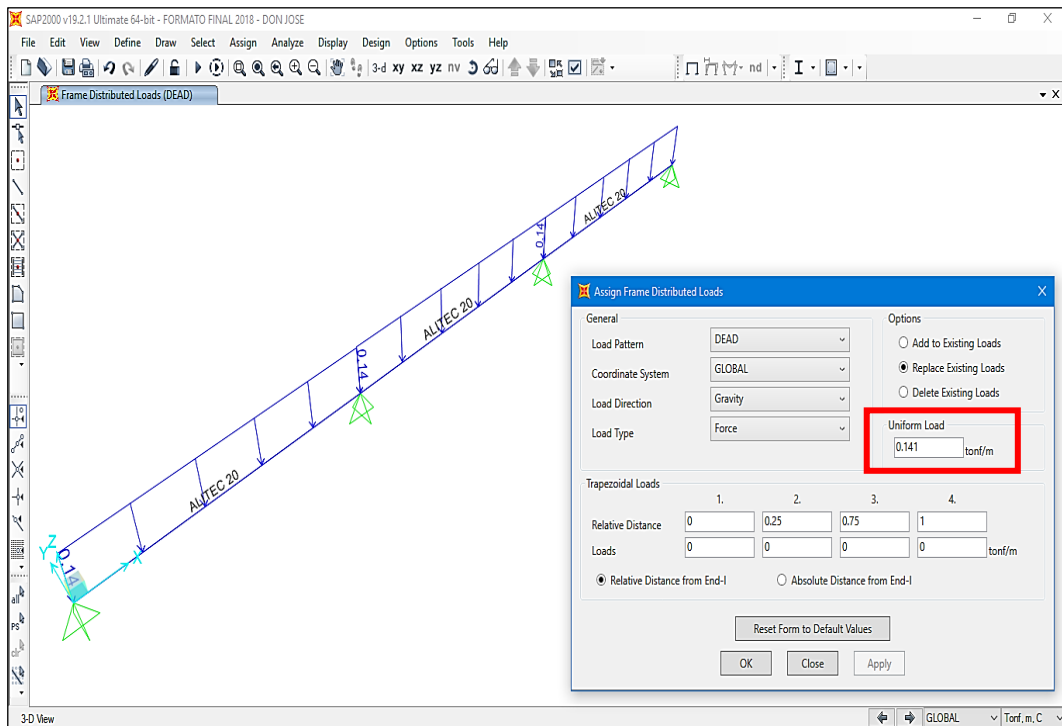 SAP2000 v19.2.1 Ultimate 64-bit - FORMATO FINAL 2018 - DON JOSE
File Edit View Define Draw Select Assign Analyze Display Design Options Tools Help
3-d xy xz yz nv nd
Frame Distributed Loads (DEAD)
X
ALITEC 20
0.14
ALITEC 20
0.14
ALITEC 20
Y Z X
0.14
Assign Frame Distributed Loads
General
Load Pattern DEAD
Coordinate System GLOBAL
Load Direction Gravity
Load Type Force
Options
Add to Existing Loads
Replace Existing Loads
Delete Existing Loads
Uniform Load
0.141 tonf/m
Trapezoidal Loads
1. 2. 3. 4.
Relative Distance 0 0.25 0.75 1
Loads 0 0 0 0 tonf/m
Relative Distance from End-I Absolute Distance from End-I
Reset Form to Default Values
OK Close Apply
all
PS
clr
3-D View GLOBAL Tonf, m, C